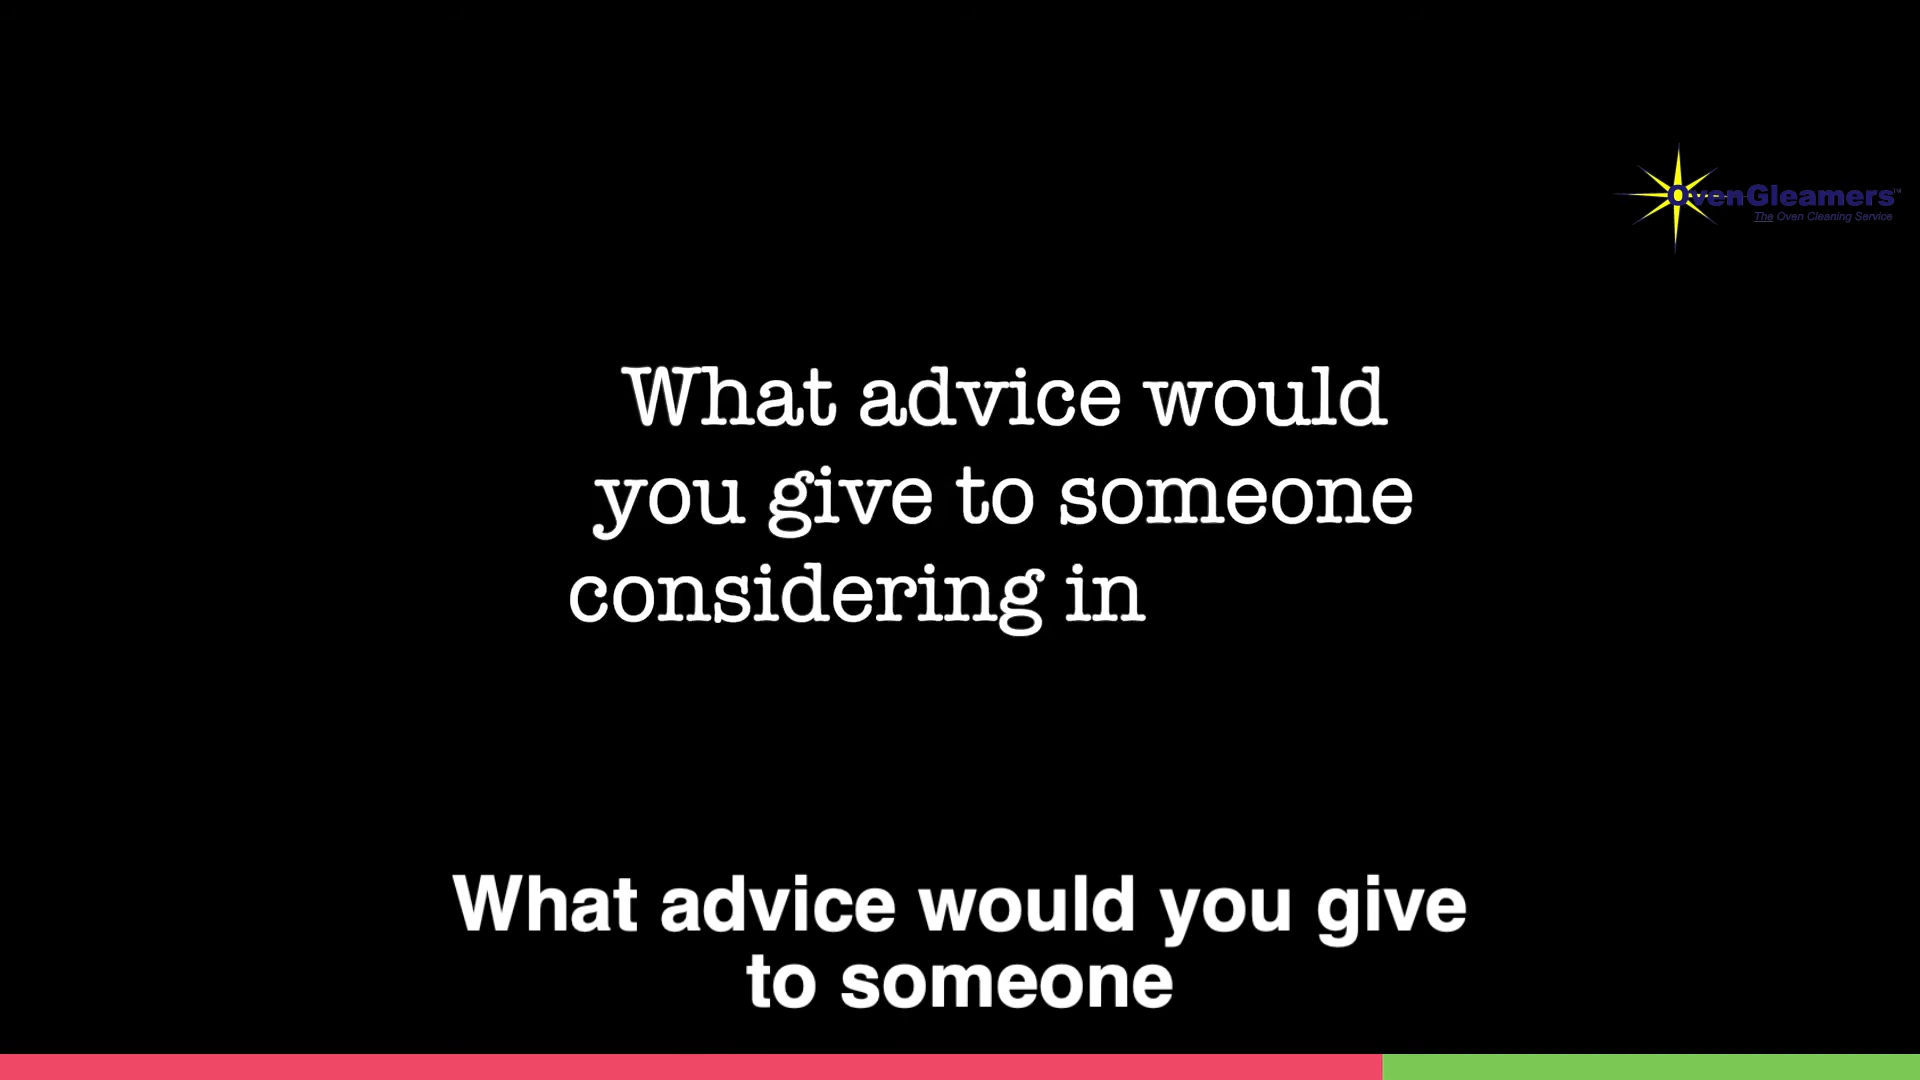 OvenGleamers™
The Oven Cleaning Service
What advice would
you give to someone
considering in
What advice would you give
to someone